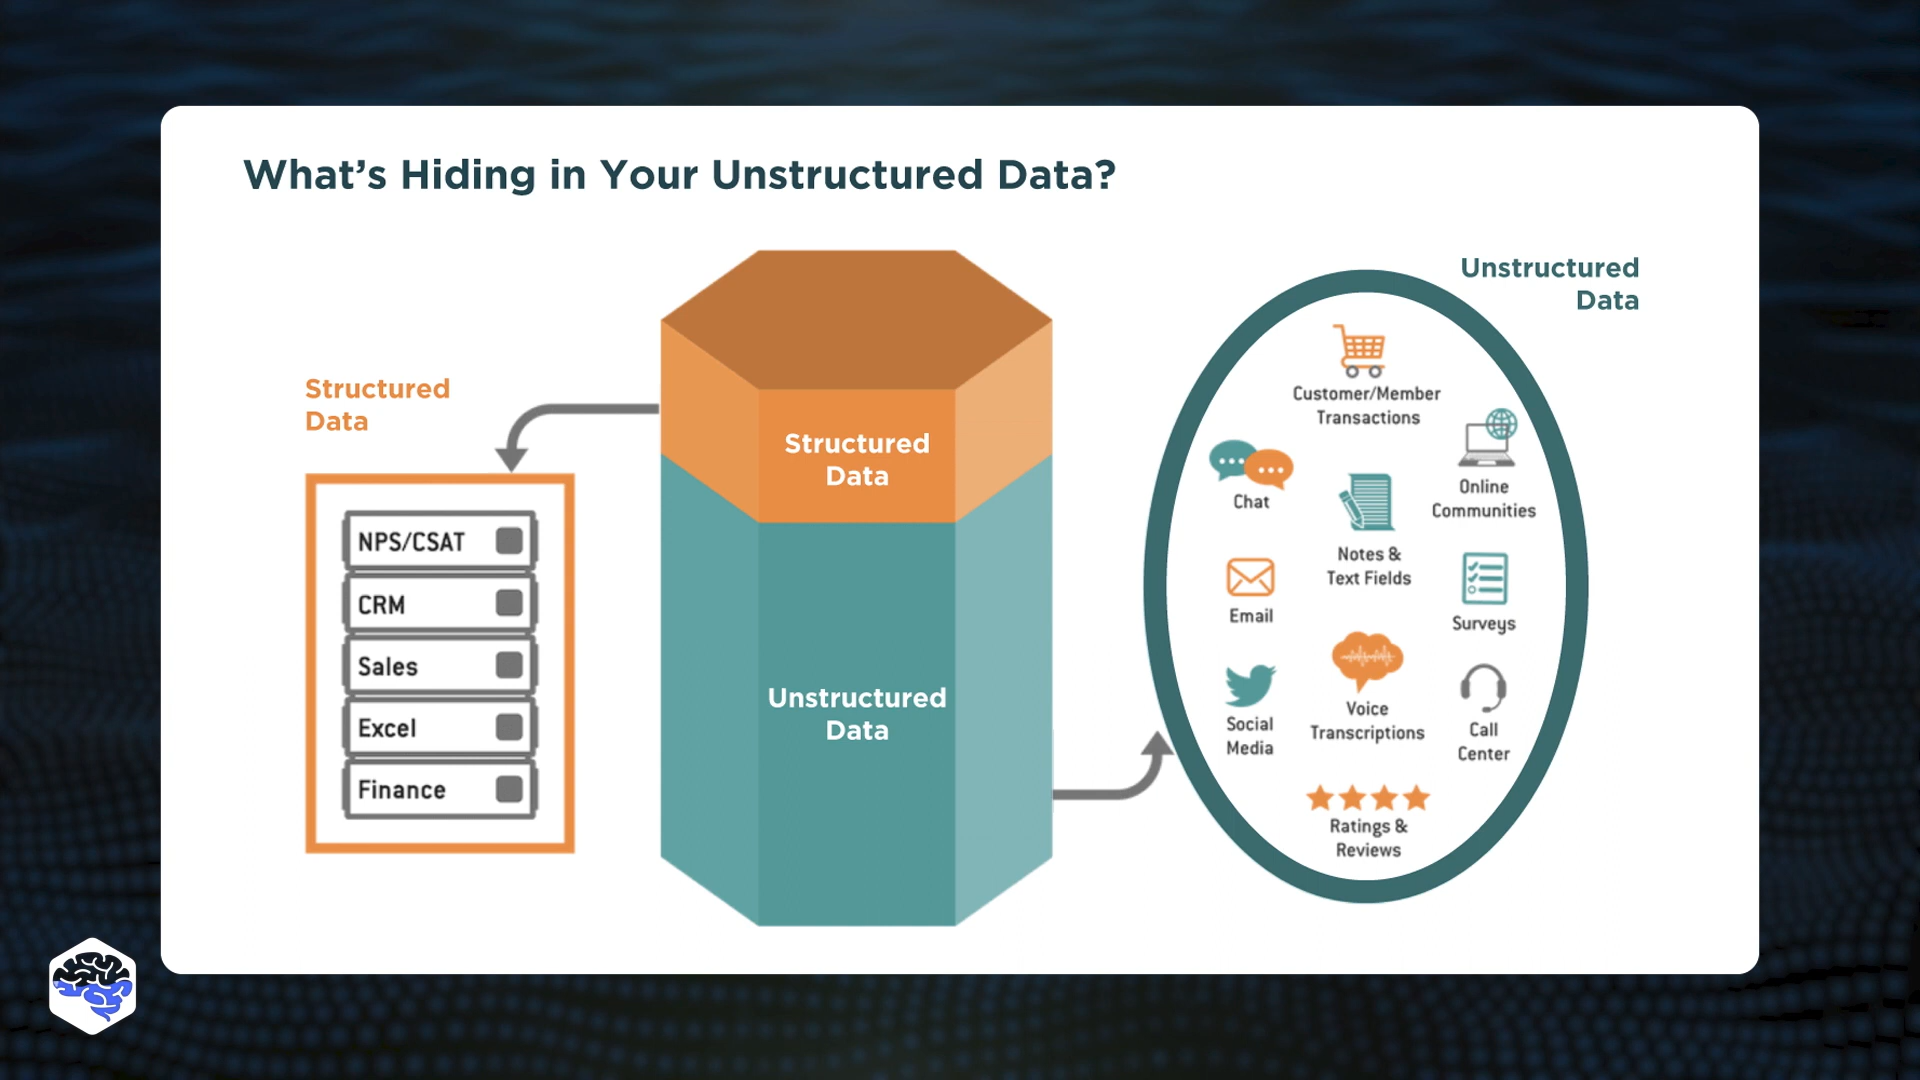 What's Hiding in Your Unstructured Data?
Structured
Data
NPS/CSAT
CRM
Sales
Excel
Finance
Structured
Data
Unstructured
Data
Unstructured
Data
Customer/Member
Transactions
Chat
Online
Communities
Notes &
Text Fields
Email
Surveys
Social
Media
Voice
Transcriptions
Call
Center
Ratings &
Reviews